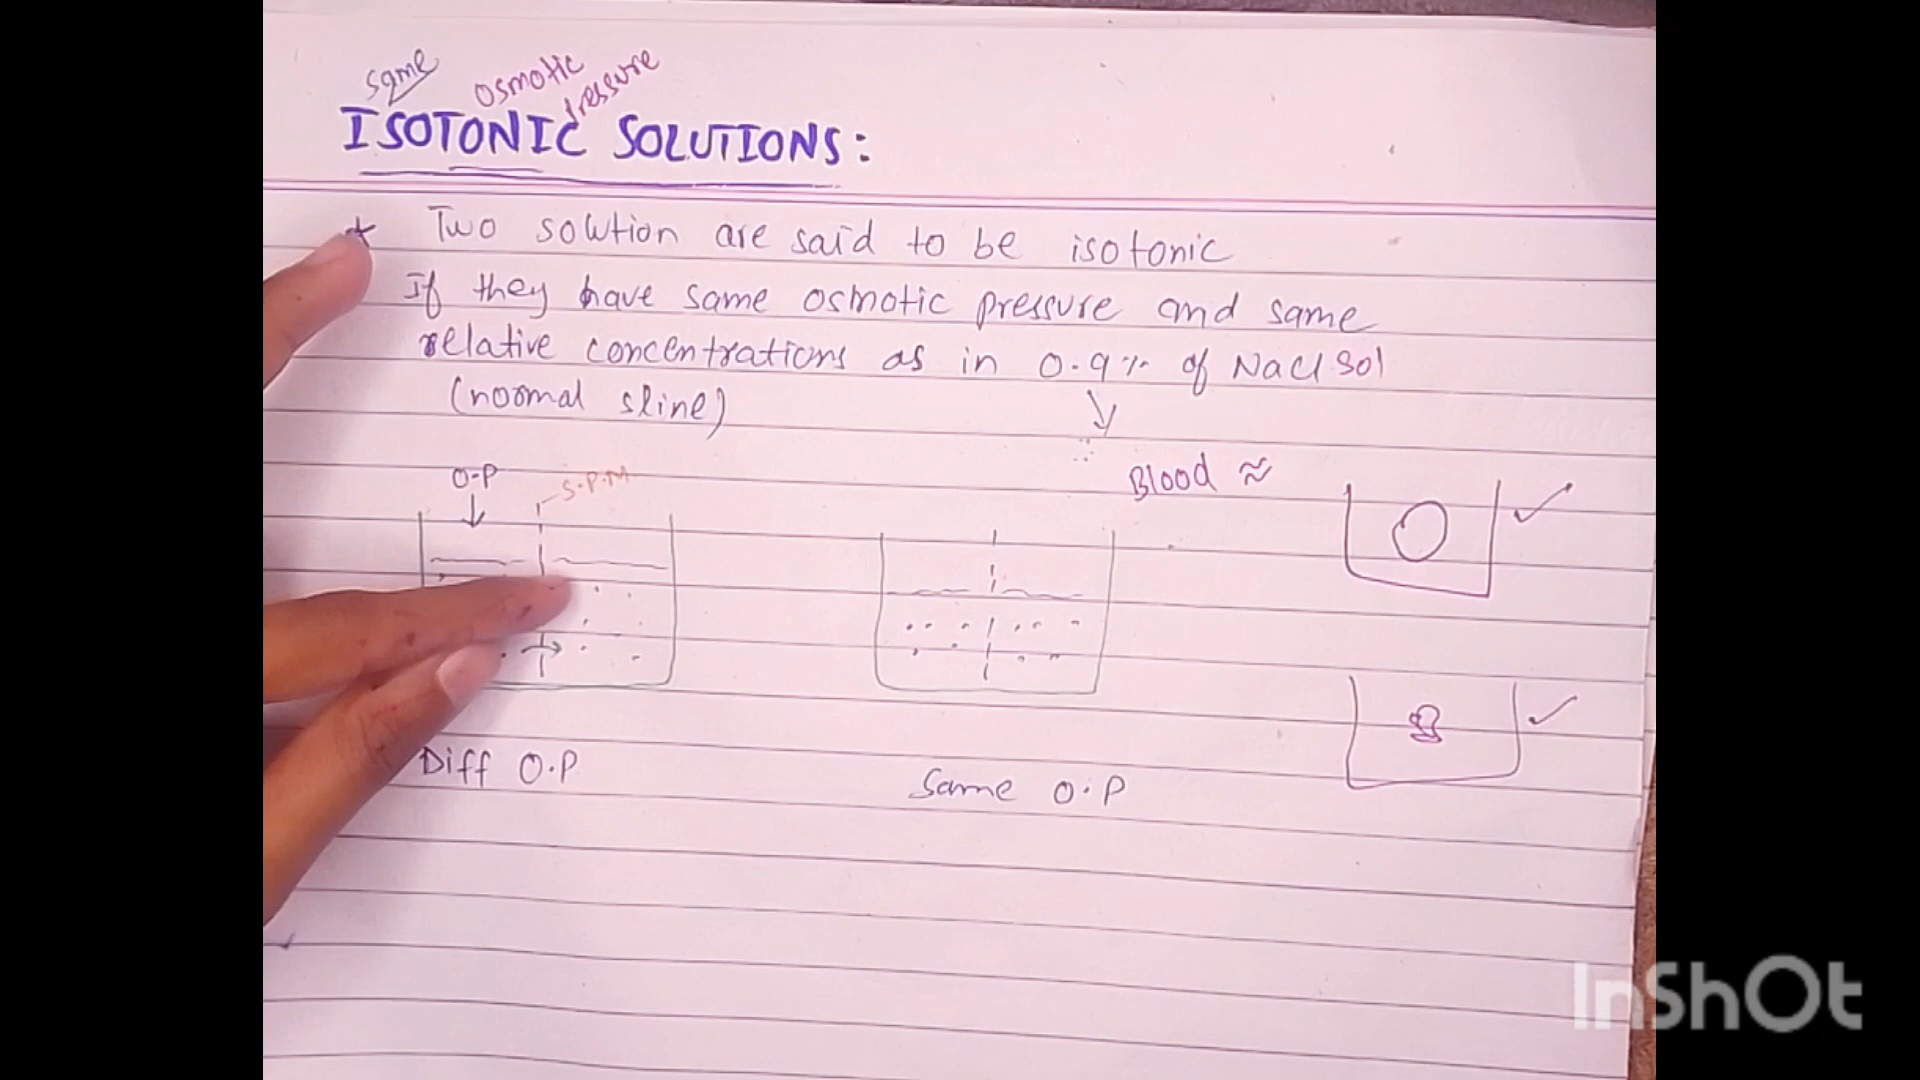 same osmotic pressure
ISOTONIC SOLUTIONS:
* Two solution are said to be isotonic
If they have same osmotic pressure and same
relative concentrations as in 0.9% of NaCl sol
(normal sline)
O.P
S.P.M
Blood ≈
Diff O.P
Same O.P
InShOt